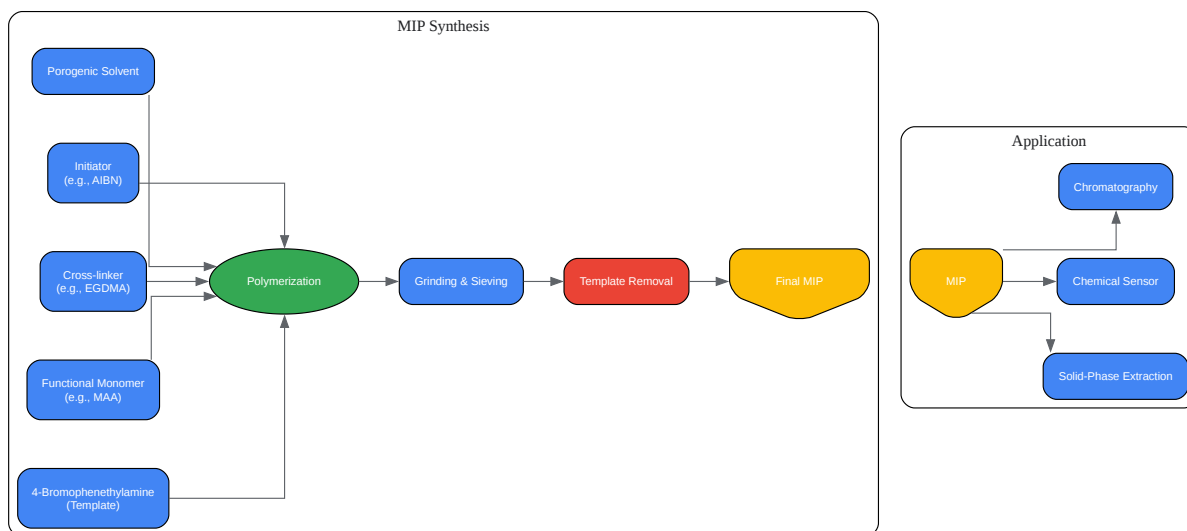 MIP Synthesis
Porogenic Solvent
Initiator
(e.g., AIBN)
Cross-linker
(e.g., EGDMA)
Functional Monomer
(e.g., MAA)
4-Bromophenethylamine
(Template)
Polymerization
Grinding & Sieving
Template Removal
Final MIP
Application
MIP
Chromatography
Chemical Sensor
Solid-Phase Extraction